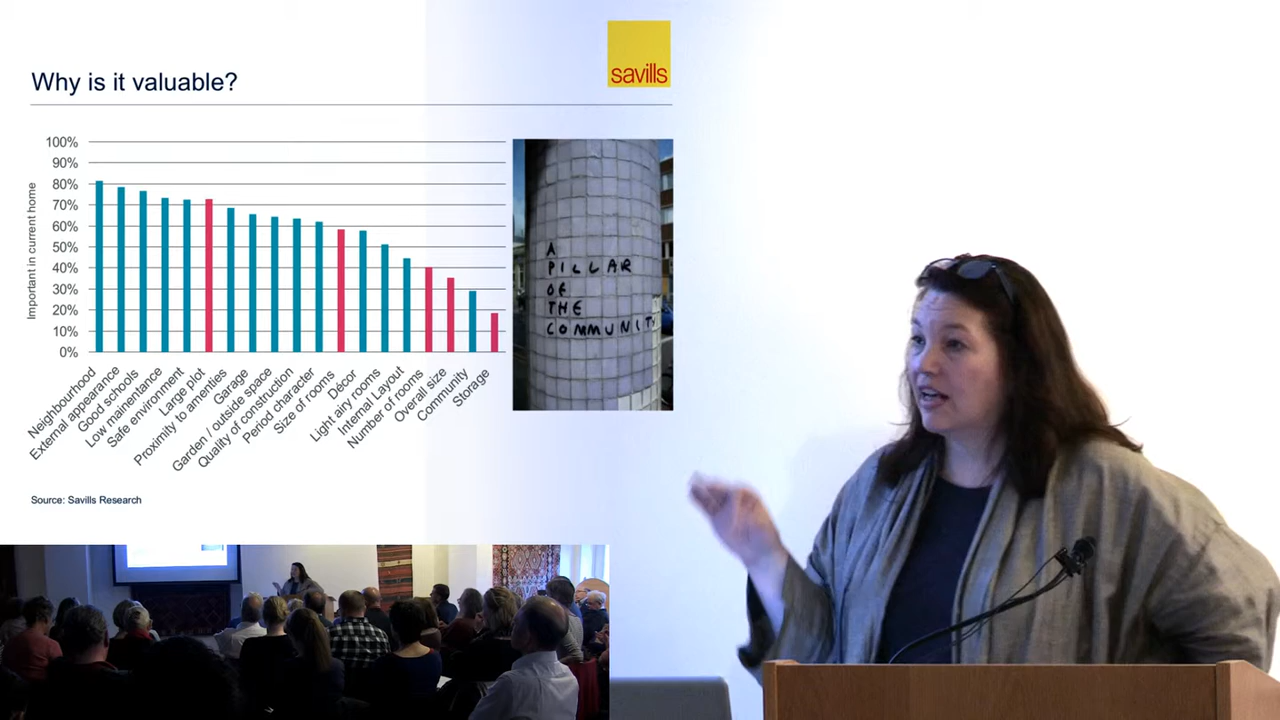 savills
Why is it valuable?
100%
90%
80%
70%
60%
50%
40%
30%
20%
10%
0%
Important in current home
Neighbourhood
External appearance
Good schools
Low mainentance
Safe environment
Large plot
Proximity to amenties
Garage
Garden / outside space
Quality of construction
Period character
Size of rooms
Décor
Light airy rooms
Internal Layout
Number of rooms
Overall size
Community
Storage
A
PILLAR
OF
THE
COMMUNITY
Source: Savills Research